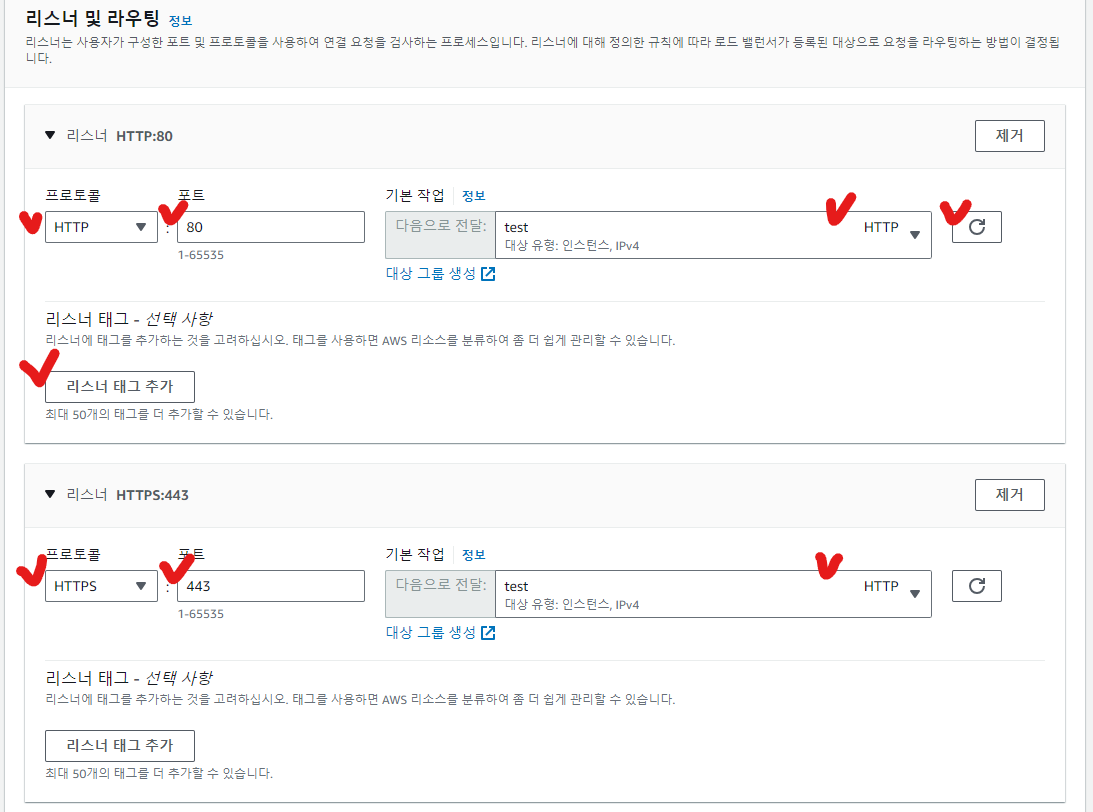 리스너 및 라우팅 정보
리스너는 사용자가 구성한 포트 및 프로토콜을 사용하여 연결 요청을 검사하는 프로세스입니다. 리스너에 대해 정의한 규칙에 따라 로드 밸런서가 등록된 대상으로 요청을 라우팅하는 방법이 결정됩
니다.
리스너 HTTP:80
제거
프로토콜 포트 기본 작업 정보
HTTP : 80 다음으로 전달: test HTTP
대상 유형: 인스턴스, IPv4
1-65535
대상 그룹 생성
리스너 태그 - 선택 사항
리스너에 태그를 추가하는 것을 고려하십시오. 태그를 사용하면 AWS 리소스를 분류하여 좀 더 쉽게 관리할 수 있습니다.
리스너 태그 추가
최대 50개의 태그를 더 추가할 수 있습니다.
리스너 HTTPS:443
제거
프로토콜 포트 기본 작업 정보
HTTPS : 443 다음으로 전달: test HTTP
대상 유형: 인스턴스, IPv4
1-65535
대상 그룹 생성
리스너 태그 - 선택 사항
리스너에 태그를 추가하는 것을 고려하십시오. 태그를 사용하면 AWS 리소스를 분류하여 좀 더 쉽게 관리할 수 있습니다.
리스너 태그 추가
최대 50개의 태그를 더 추가할 수 있습니다.